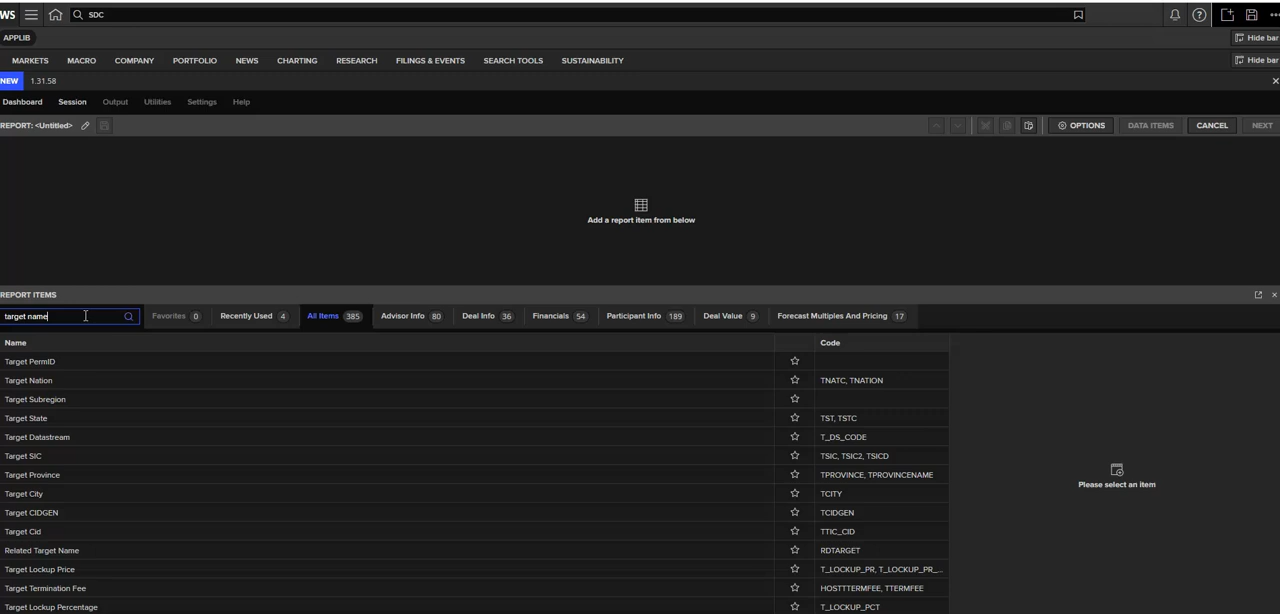 WS SDC
APPLIB Hide bar
MARKETS MACRO COMPANY PORTFOLIO NEWS CHARTING RESEARCH FILINGS & EVENTS SEARCH TOOLS SUSTAINABILITY Hide bar
NEW 1.31.58
Dashboard Session Output Utilities Settings Help
REPORT: <Untitled> OPTIONS DATA ITEMS CANCEL NEXT
Add a report item from below
REPORT ITEMS
target name Favorites 0 Recently Used 4 All Items 385 Advisor Info 80 Deal Info 36 Financials 54 Participant Info 189 Deal Value 9 Forecast Multiples And Pricing 17
Name Code
Target PermID
Target Nation TNATC, TNATION
Target Subregion
Target State TST, TSTC
Target Datastream T_DS_CODE
Target SIC TSIC, TSIC2, TSICD
Target Province TPROVINCE, TPROVINCENAME
Please select an item
Target City TCITY
Target CIDGEN TCIDGEN
Target Cid TTIC_CID
Related Target Name RDTARGET
Target Lockup Price T_LOCKUP_PR, T_LOCKUP_PR_...
Target Termination Fee HOSTTTERMFEE, TTERMFEE
Target Lockup Percentage T_LOCKUP_PCT